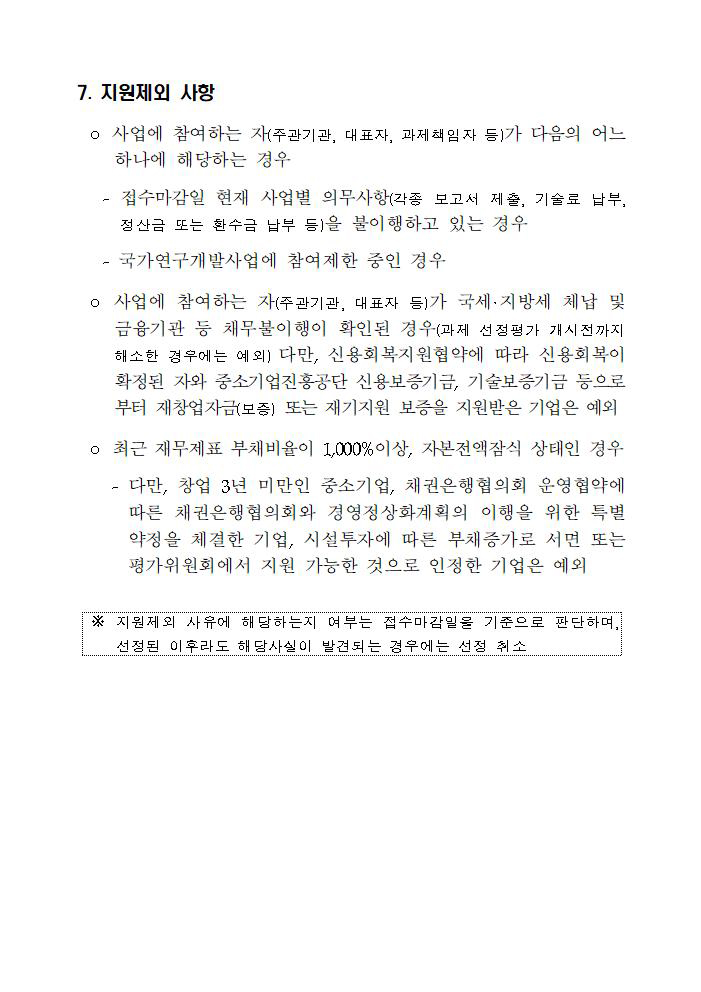 7. 지원제외 사항
○ 사업에 참여하는 자(주관기관, 대표자, 과제책임자 등)가 다음의 어느
하나에 해당하는 경우
- 접수마감일 현재 사업별 의무사항(각종 보고서 제출, 기술료 납부,
정산금 또는 환수금 납부 등)을 불이행하고 있는 경우
- 국가연구개발사업에 참여제한 중인 경우
○ 사업에 참여하는 자(주관기관, 대표자 등)가 국세·지방세 체납 및
금융기관 등 채무불이행이 확인된 경우(과제 선정평가 개시전까지
해소한 경우에는 예외) 다만, 신용회복지원협약에 따라 신용회복이
확정된 자와 중소기업진흥공단 신용보증기금, 기술보증기금 등으로
부터 재창업자금(보증) 또는 재기지원 보증을 지원받은 기업은 예외
○ 최근 재무제표 부채비율이 1,000%이상, 자본전액잠식 상태인 경우
- 다만, 창업 3년 미만인 중소기업, 채권은행협의회 운영협약에
따른 채권은행협의회와 경영정상화계획의 이행을 위한 특별
약정을 체결한 기업, 시설투자에 따른 부채증가로 서면 또는
평가위원회에서 지원 가능한 것으로 인정한 기업은 예외
※ 지원제외 사유에 해당하는지 여부는 접수마감일을 기준으로 판단하며,
선정된 이후라도 해당사실이 발견되는 경우에는 선정 취소